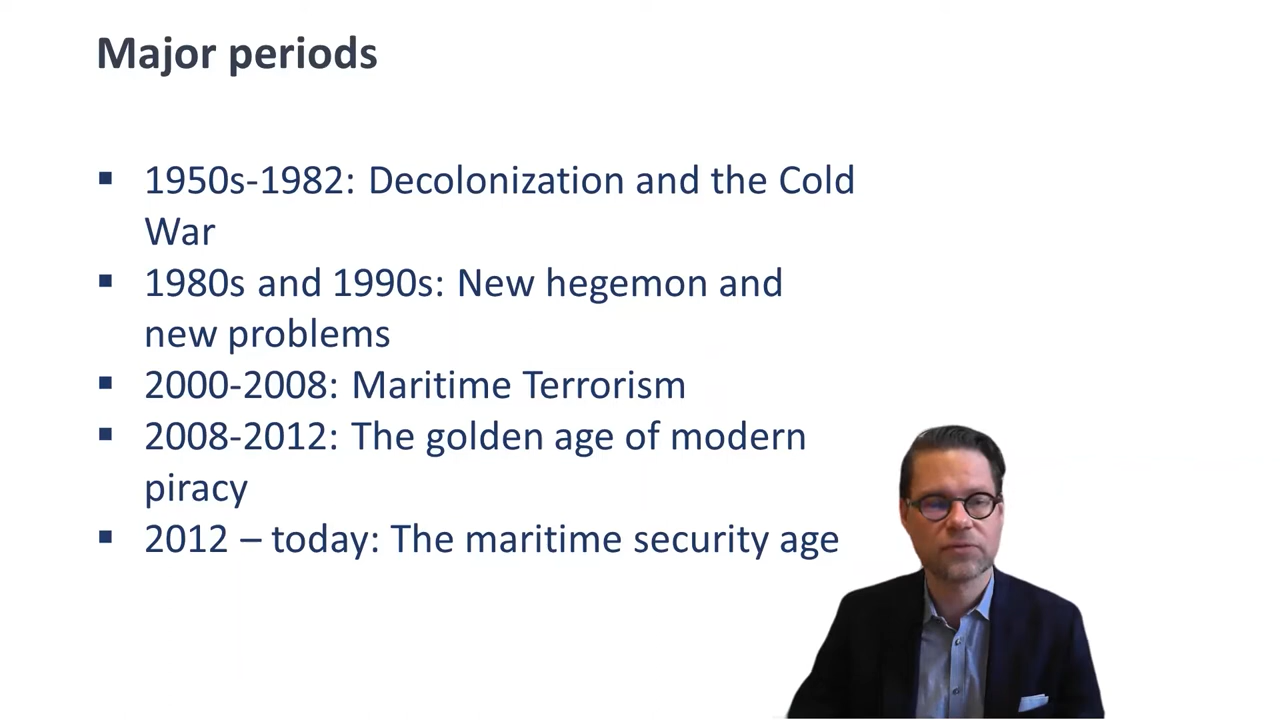 Major periods
▪ 1950s-1982: Decolonization and the Cold
War
▪ 1980s and 1990s: New hegemon and
new problems
▪ 2000-2008: Maritime Terrorism
▪ 2008-2012: The golden age of modern
piracy
▪ 2012 – today: The maritime security age